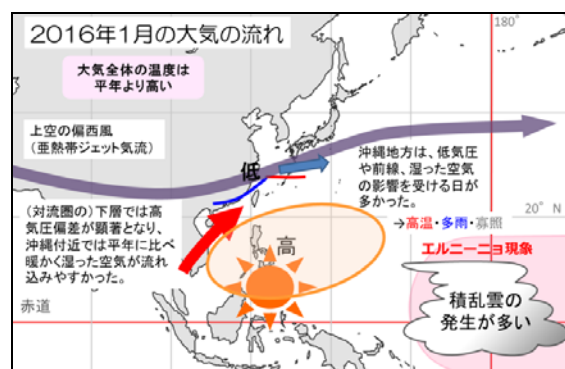 2016年1月の大気の流れ
180°
大気全体の温度は
平年より高い
上空の偏西風
(亜熱帯ジェット気流)
低
沖縄地方は、低気圧
や前線、湿った空気
の影響を受ける日が
多かった。
→高温・多雨・寡照
20° N
(対流圏の)下層では高
気圧偏差が顕著となり、
沖縄付近では平年に比べ
暖かく湿った空気が流れ
込みやすかった。
高
エルニーニョ現象
積乱雲の
発生が多い
赤道